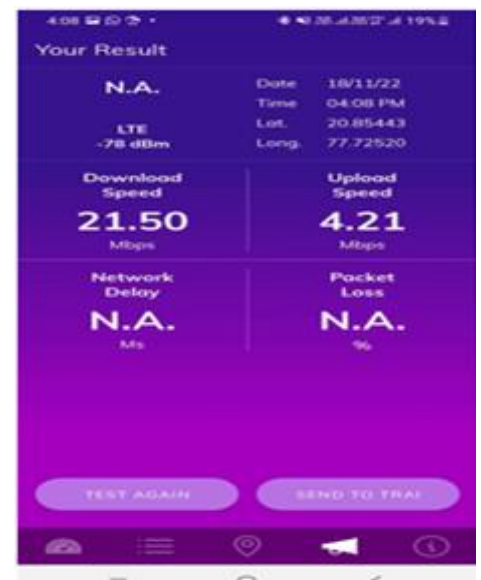 4:08 19%
Your Result
N.A.
LTE
-78 dBm
Date 18/11/22
Time 04:08 PM
Lat. 20.85443
Long. 77.72520
Download
Speed
21.50
Mbps
Upload
Speed
4.21
Mbps
Network
Delay
N.A.
Ms
Packet
Loss
N.A.
%
TEST AGAIN
SEND TO TRAI